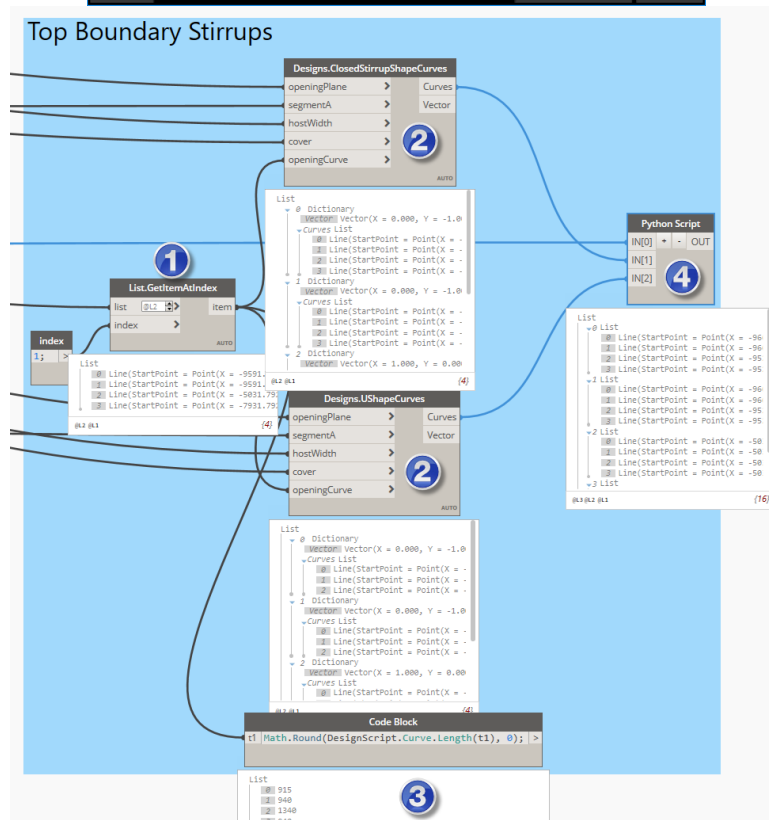 Top Boundary Stirrups
Designs.ClosedStirrupShapeCurves
openingPlane > Curves
segmentA > Vector
hostWidth >
cover >
openingCurve >
AUTO
2
List
0 Dictionary
Vector Vector(X = 0.000, Y = -1.0
Curves List
0 Line(StartPoint = Point(X = -
1 Line(StartPoint = Point(X = -
2 Line(StartPoint = Point(X = -
3 Line(StartPoint = Point(X = -
1 Dictionary
Vector Vector(X = 0.000, Y = -1.0
Curves List
0 Line(StartPoint = Point(X = -
1 Line(StartPoint = Point(X = -
2 Line(StartPoint = Point(X = -
3 Line(StartPoint = Point(X = -
2 Dictionary
Vector Vector(X = 1.000, Y = 0.00
@L2 @L1 {4}
1
List.GetItemAtIndex
list @L2 > item
index >
AUTO
index
1; >
List
0 Line(StartPoint = Point(X = -9591.
1 Line(StartPoint = Point(X = -9591.
2 Line(StartPoint = Point(X = -5031.793
3 Line(StartPoint = Point(X = -7931.793
@L2 @L1 {4}
Python Script
IN[0] + - OUT
IN[1]
IN[2]
AUTO
4
List
0 List
0 Line(StartPoint = Point(X = -96
1 Line(StartPoint = Point(X = -96
2 Line(StartPoint = Point(X = -95
3 Line(StartPoint = Point(X = -95
1 List
0 Line(StartPoint = Point(X = -96
1 Line(StartPoint = Point(X = -96
2 Line(StartPoint = Point(X = -95
3 Line(StartPoint = Point(X = -95
2 List
0 Line(StartPoint = Point(X = -50
1 Line(StartPoint = Point(X = -50
2 Line(StartPoint = Point(X = -50
3 Line(StartPoint = Point(X = -50
3 List
@L3 @L2 @L1 {16}
Designs.UShapeCurves
openingPlane > Curves
segmentA > Vector
hostWidth >
cover >
openingCurve >
AUTO
2
List
0 Dictionary
Vector Vector(X = 0.000, Y = -1.0
Curves List
0 Line(StartPoint = Point(X = -
1 Line(StartPoint = Point(X = -
2 Line(StartPoint = Point(X = -
1 Dictionary
Vector Vector(X = 0.000, Y = -1.0
Curves List
0 Line(StartPoint = Point(X = -
1 Line(StartPoint = Point(X = -
2 Line(StartPoint = Point(X = -
2 Dictionary
Vector Vector(X = 1.000, Y = 0.00
Curves List
0 Line(StartPoint = Point(X = -
@L2 @L1 {4}
Code Block
t1 Math.Round(DesignScript.Curve.Length(t1), 0); >
List
0 915
1 940
2 1340
3